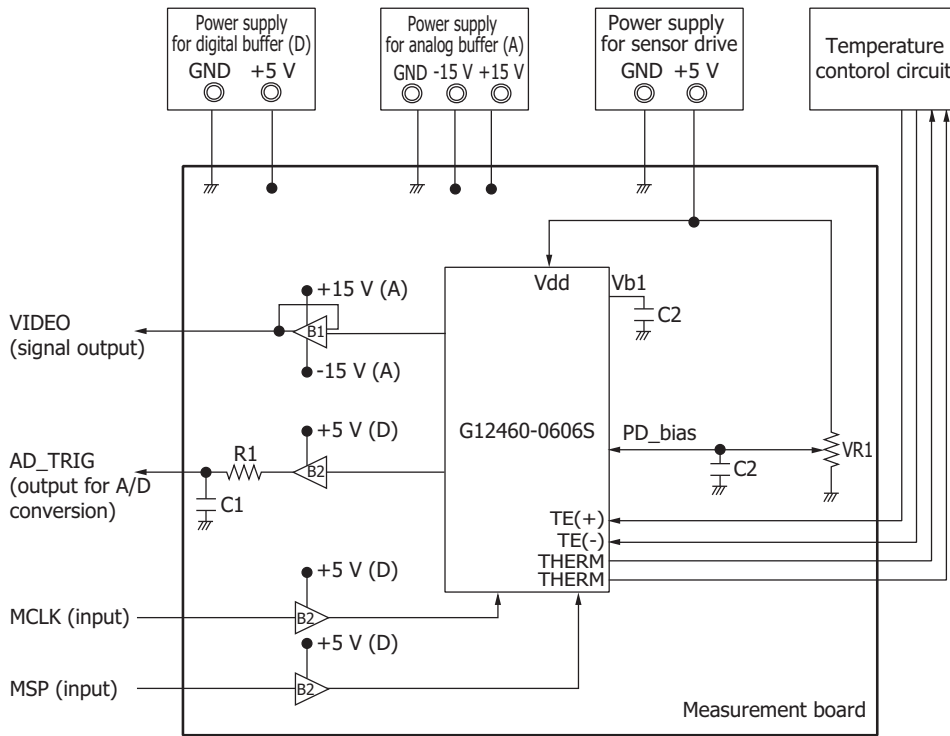 Power supply
for digital buffer (D)
GND +5 V
Power supply
for analog buffer (A)
GND -15 V +15 V
Power supply
for sensor drive
GND +5 V
Temperature
contorol circuit
Vdd
Vb1
C2
+15 V (A)
B1
-15 V (A)
VIDEO
(signal output)
G12460-0606S
PD_bias
C2
VR1
+5 V (D)
R1
B2
AD_TRIG
(output for A/D
conversion)
C1
TE(+)
TE(-)
THERM
THERM
+5 V (D)
MCLK (input)
B2
+5 V (D)
MSP (input)
B2
Measurement board